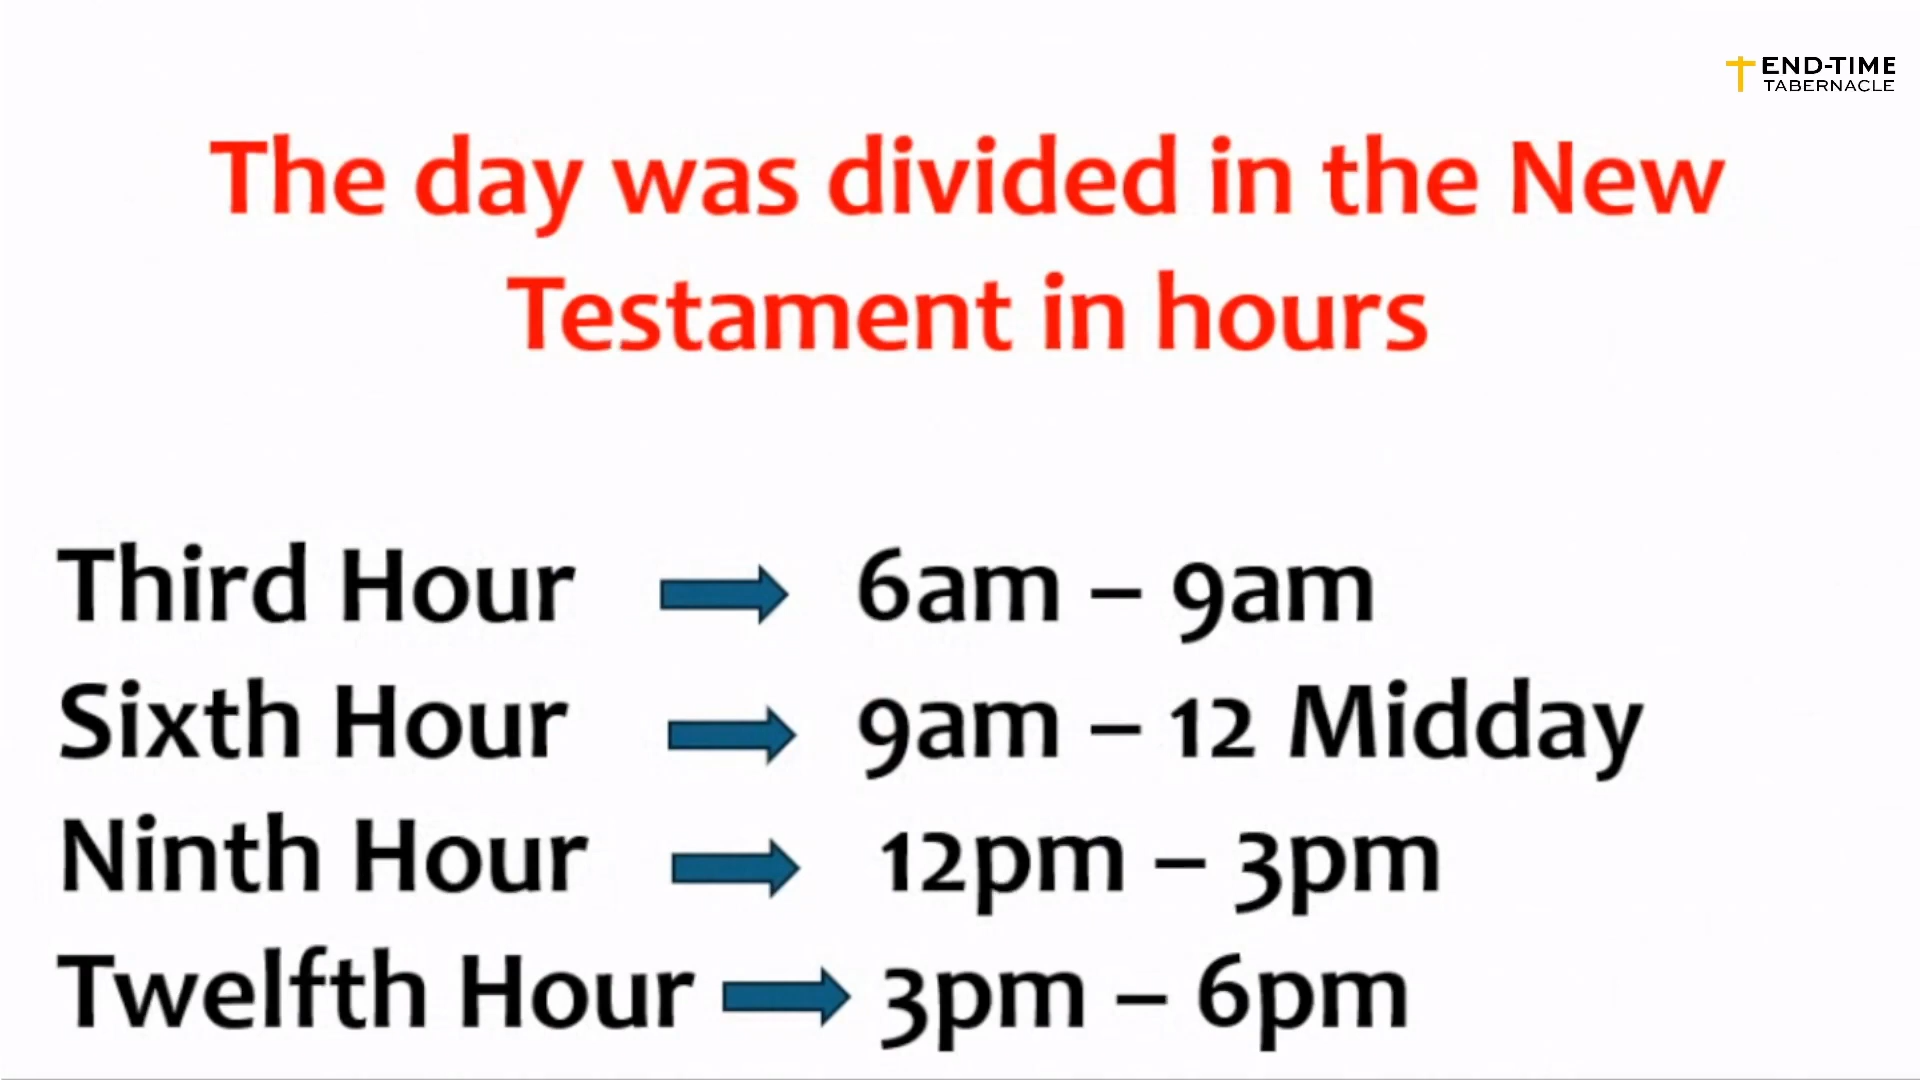 END-TIME
TABERNACLE
The day was divided in the New
Testament in hours
Third Hour 6am – 9am
Sixth Hour 9am – 12 Midday
Ninth Hour 12pm – 3pm
Twelfth Hour 3pm – 6pm